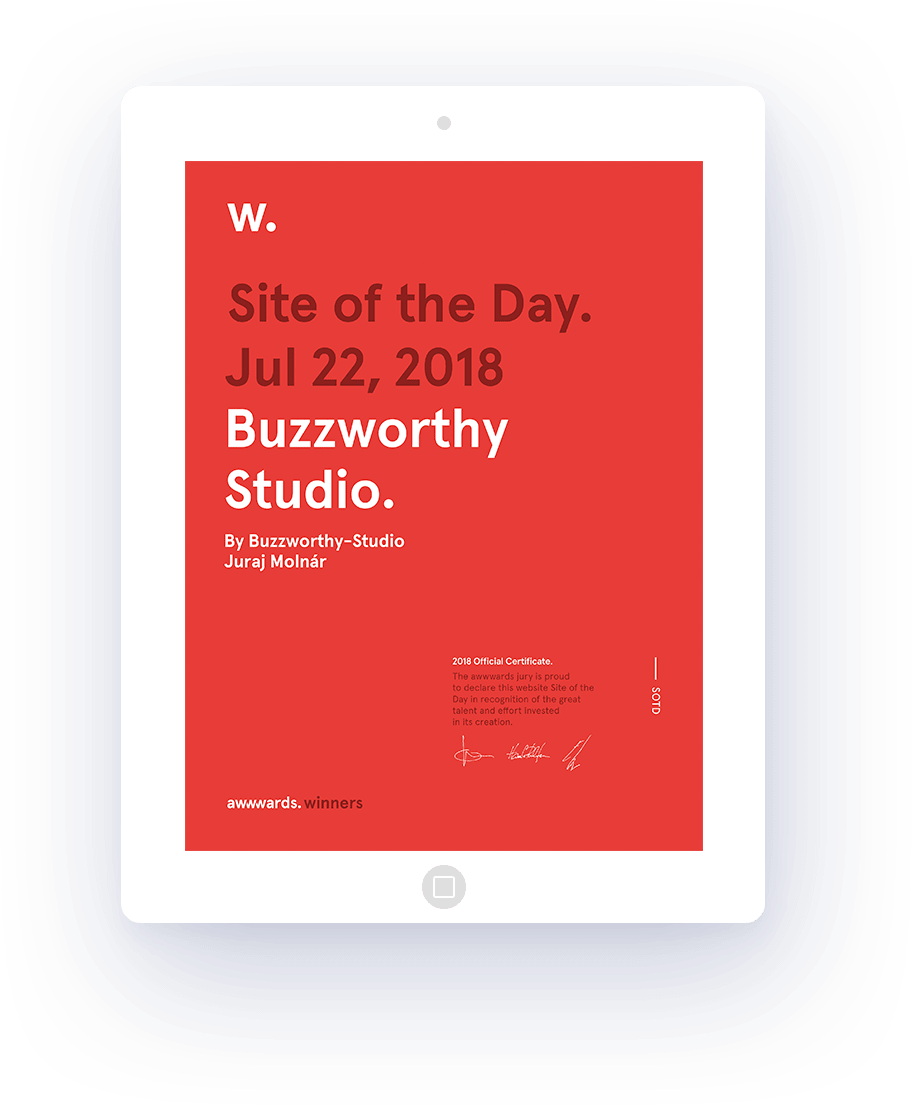 w.
Site of the Day.
Jul 22, 2018
Buzzworthy
Studio.
By Buzzworthy-Studio
Juraj Molnár
2018 Official Certificate.
The awwwards jury is proud
to declare this website Site of the
Day in recognition of the great
talent and effort invested
in its creation.
SOTD
awwwards.winners